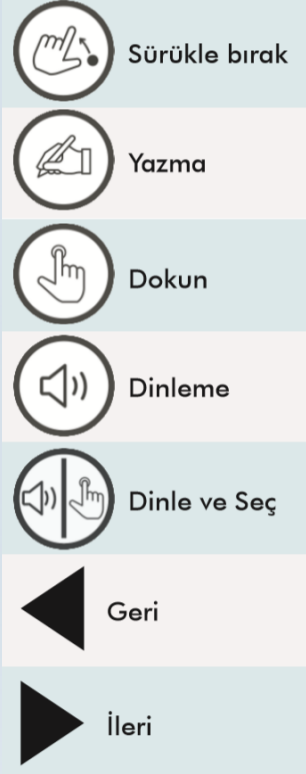 Sürükle bırak
Yazma
Dokun
Dinleme
Dinle ve Seç
Geri
İleri